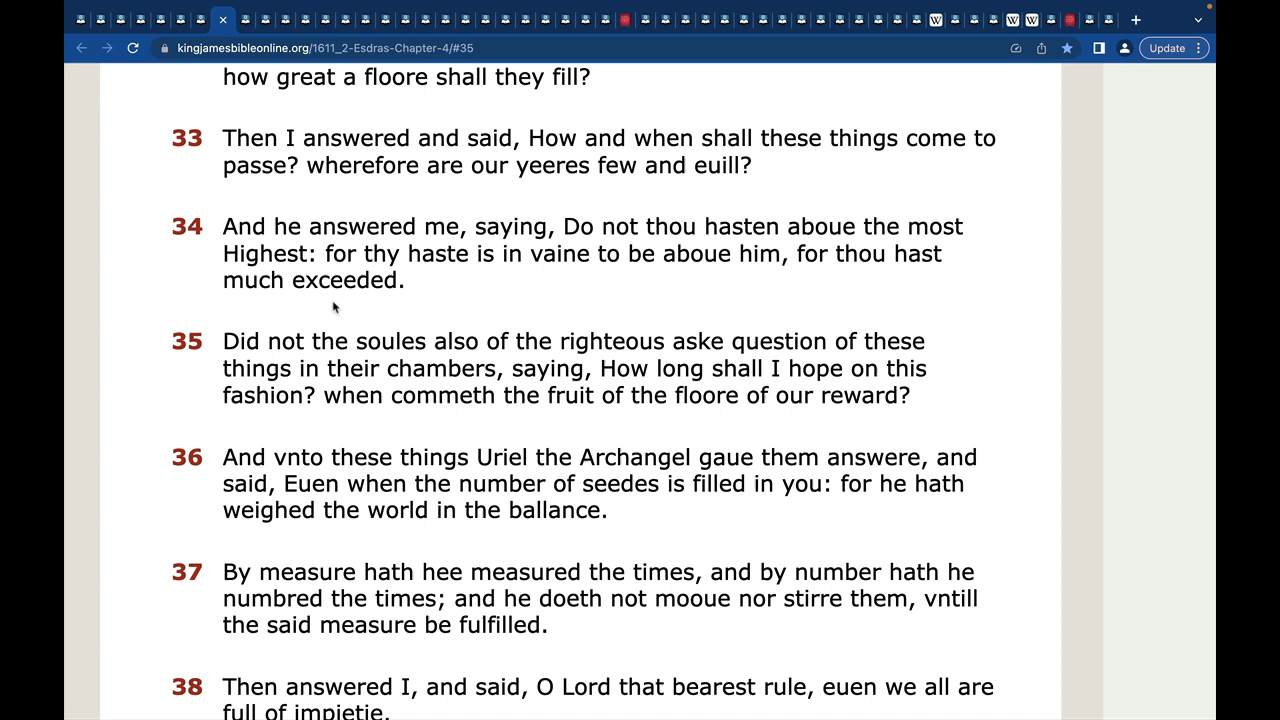 kingjamesbibleonline.org/1611_2-Esdras-Chapter-4/#35
Update
how great a floore shall they fill?
33 Then I answered and said, How and when shall these things come to
passe? wherefore are our yeeres few and euill?
34 And he answered me, saying, Do not thou hasten aboue the most
Highest: for thy haste is in vaine to be aboue him, for thou hast
much exceeded.
35 Did not the soules also of the righteous aske question of these
things in their chambers, saying, How long shall I hope on this
fashion? when commeth the fruit of the floore of our reward?
36 And vnto these things Uriel the Archangel gaue them answere, and
said, Euen when the number of seedes is filled in you: for he hath
weighed the world in the ballance.
37 By measure hath hee measured the times, and by number hath he
numbred the times; and he doeth not mooue nor stirre them, vntill
the said measure be fulfilled.
38 Then answered I, and said, O Lord that bearest rule, euen we all are
full of impietie.